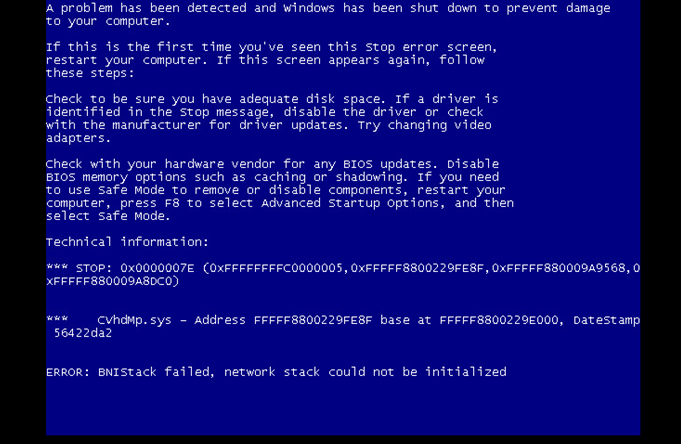 A problem has been detected and Windows has been shut down to prevent damage
to your computer.
If this is the first time you've seen this Stop error screen,
restart your computer. If this screen appears again, follow
these steps:
Check to be sure you have adequate disk space. If a driver is
identified in the Stop message, disable the driver or check
with the manufacturer for driver updates. Try changing video
adapters.
Check with your hardware vendor for any BIOS updates. Disable
BIOS memory options such as caching or shadowing. If you need
to use Safe Mode to remove or disable components, restart your
computer, press F8 to select Advanced Startup Options, and then
select Safe Mode.
Technical information:
*** STOP: 0x0000007E (0xFFFFFFFFC0000005,0xFFFFF8800229FE8F,0xFFFFF880009A9568,0
xFFFFF880009A8DC0)
*** CVhdMp.sys - Address FFFFF8800229FE8F base at FFFFF8800229E000, DateStamp
56422da2
ERROR: BNIStack failed, network stack could not be initialized